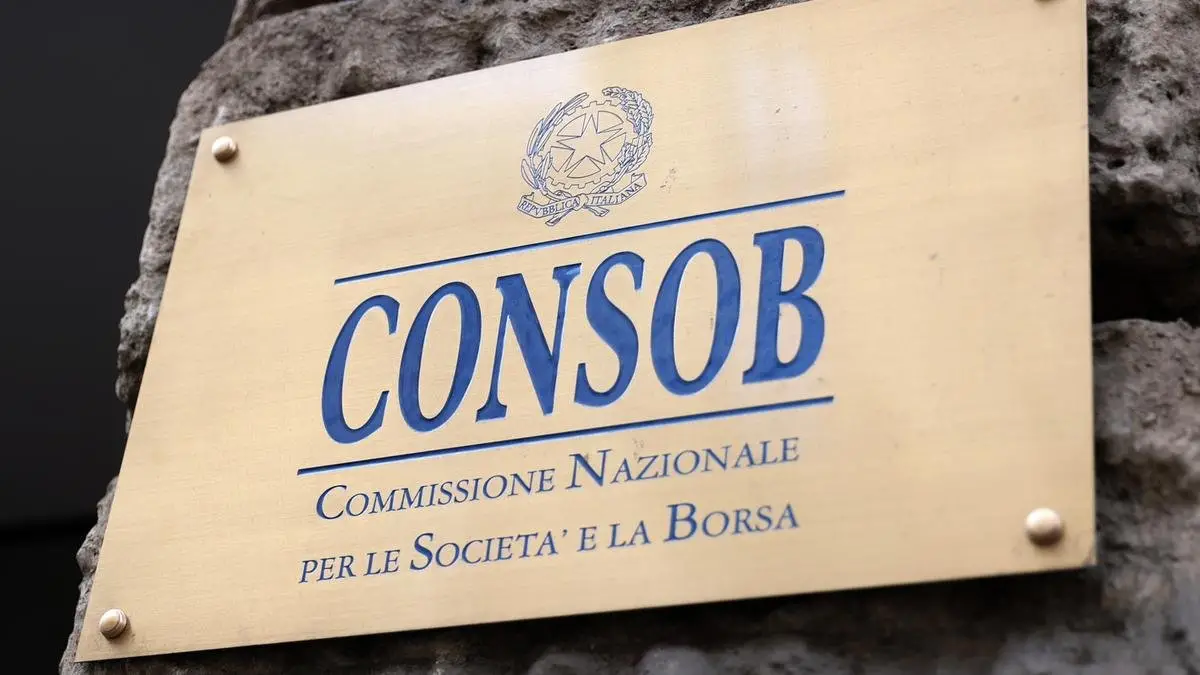 REPVBBLICA ITALIANA
CONSOB
COMMISSIONE NAZIONALE
PER LE SOCIETA' E LA BORSA